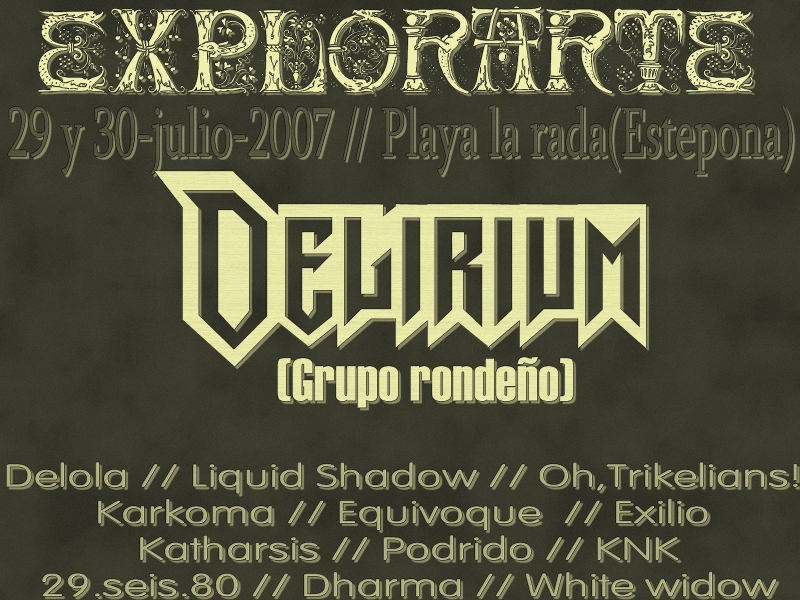 EXPLORARTE
29 y 30-julio-2007 // Playa la rada(Estepona)
DELIRIUM
(Grupo rondeño)
Delola // Liquid Shadow // Oh,Trikelians!
Karkoma // Equivoque // Exilio
Katharsis // Podrido // KNK
29.seis.80 // Dharma // White widow